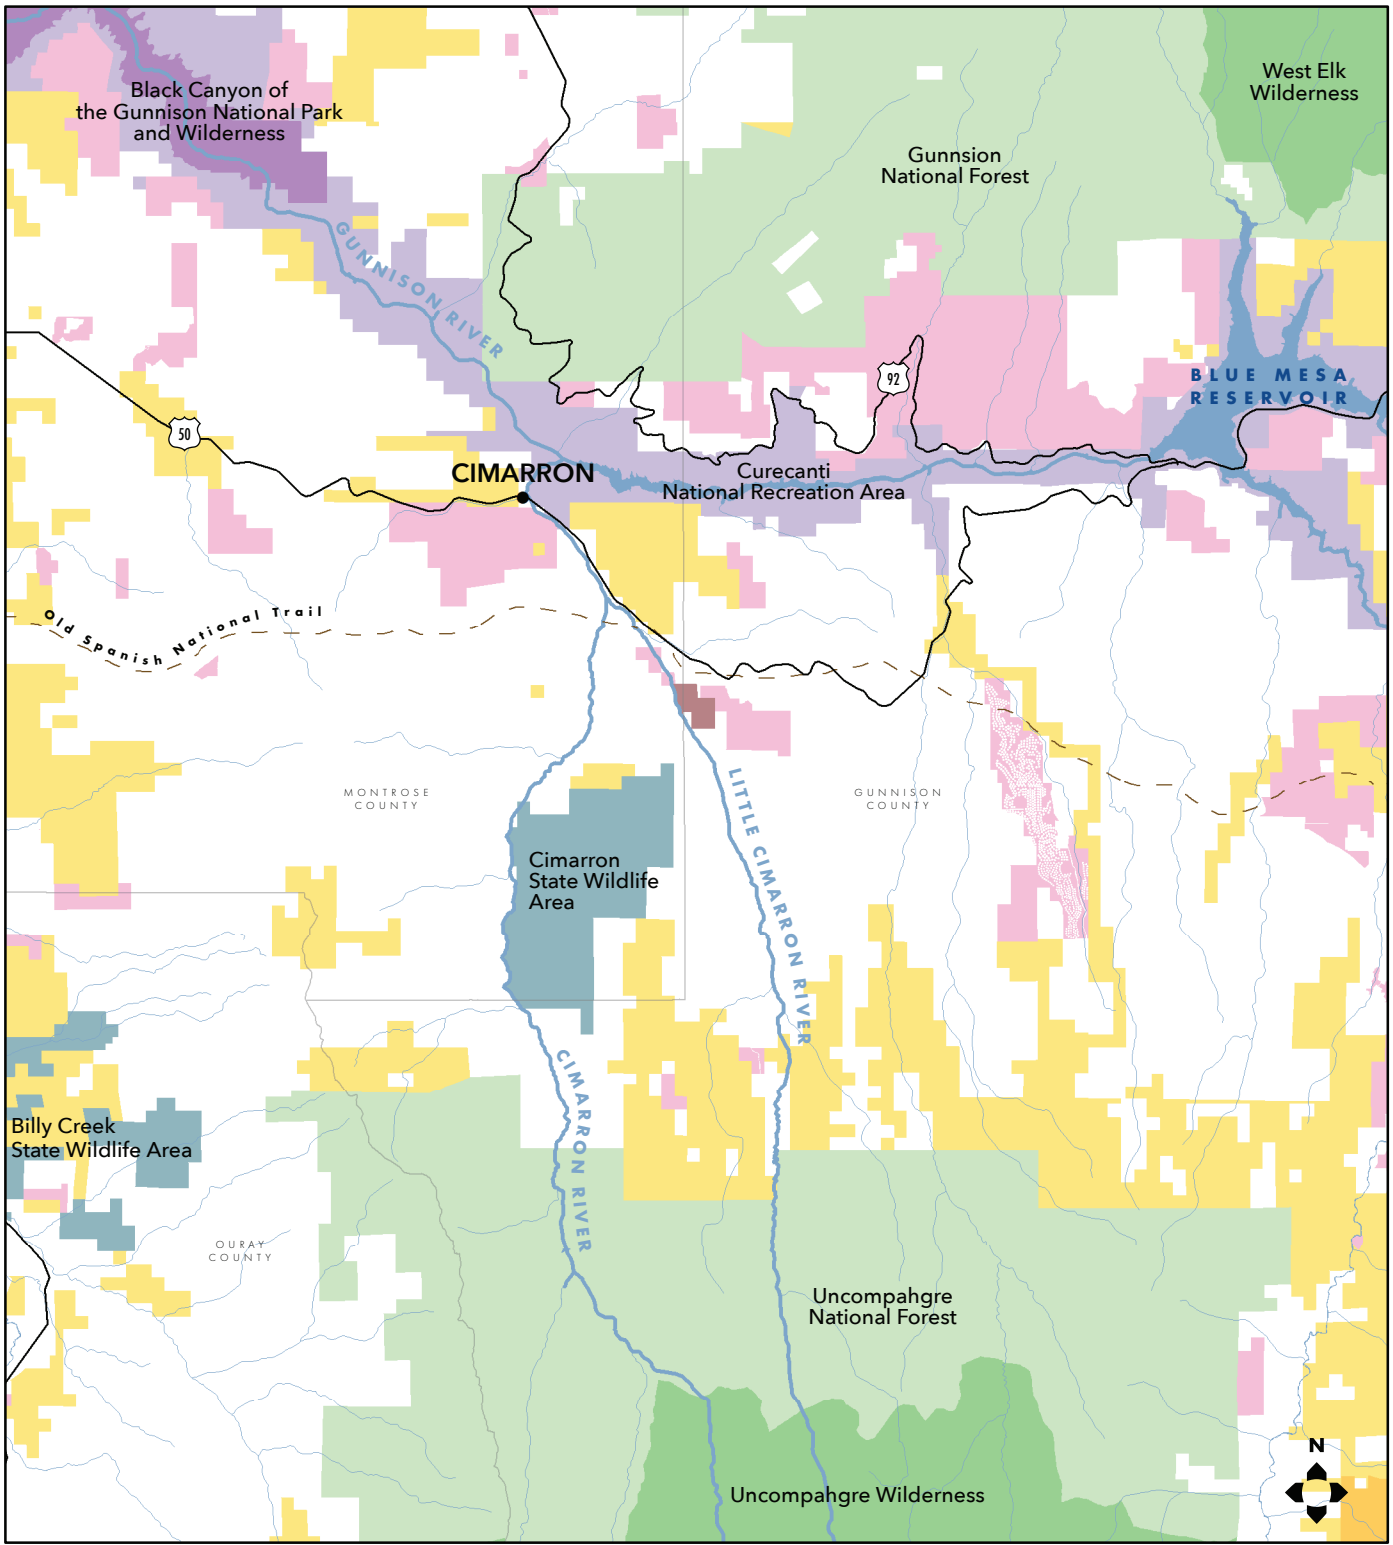 West Elk
Wilderness
Black Canyon of
the Gunnison National Park
and Wilderness
Gunnsion
National Forest
GUNNISON RIVER
92
BLUE MESA
RESERVOIR
50
CIMARRON
Curecanti
National Recreation Area
Old Spanish National Trail
MONTROSE
COUNTY
GUNNISON
COUNTY
LITTLE CIMARRON RIVER
Cimarron
State Wildlife
Area
CIMARRON RIVER
Billy Creek
State Wildlife Area
OURAY
COUNTY
Uncompahgre
National Forest
N
Uncompahgre Wilderness